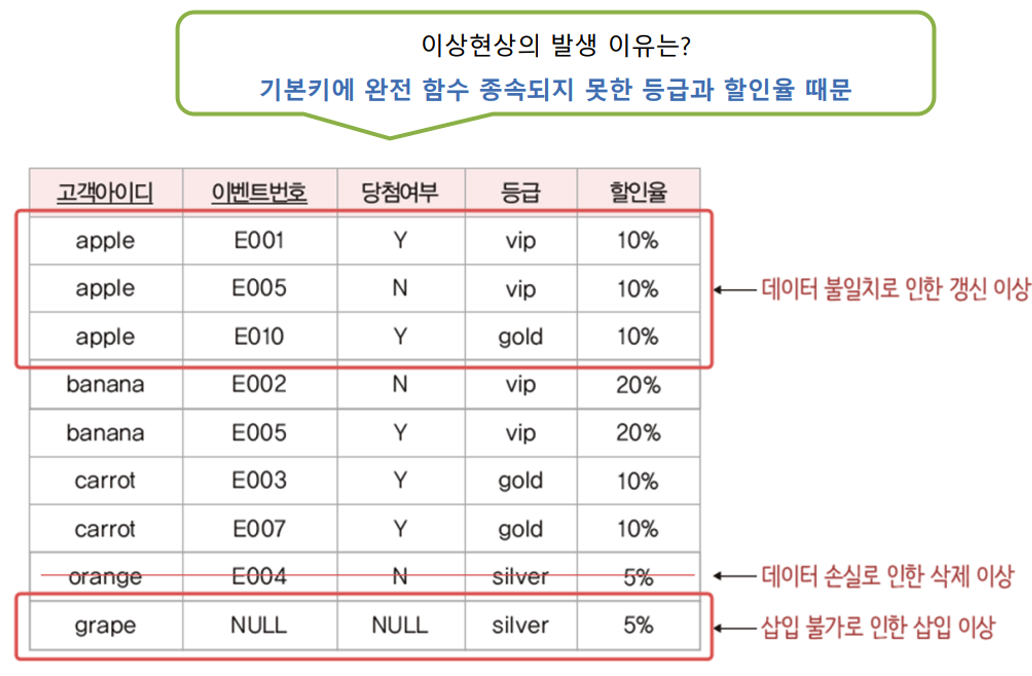 이상현상의 발생 이유는?
기본키에 완전 함수 종속되지 못한 등급과 할인율 때문
고객아이디 이벤트번호 당첨여부 등급 할인율
apple E001 Y vip 10%
apple E005 N vip 10%
데이터 불일치로 인한 갱신 이상
apple E010 Y gold 10%
banana E002 N vip 20%
banana E005 Y vip 20%
carrot E003 Y gold 10%
carrot E007 Y gold 10%
orange E004 N silver 5%
데이터 손실로 인한 삭제 이상
grape NULL NULL silver 5%
삽입 불가로 인한 삽입 이상